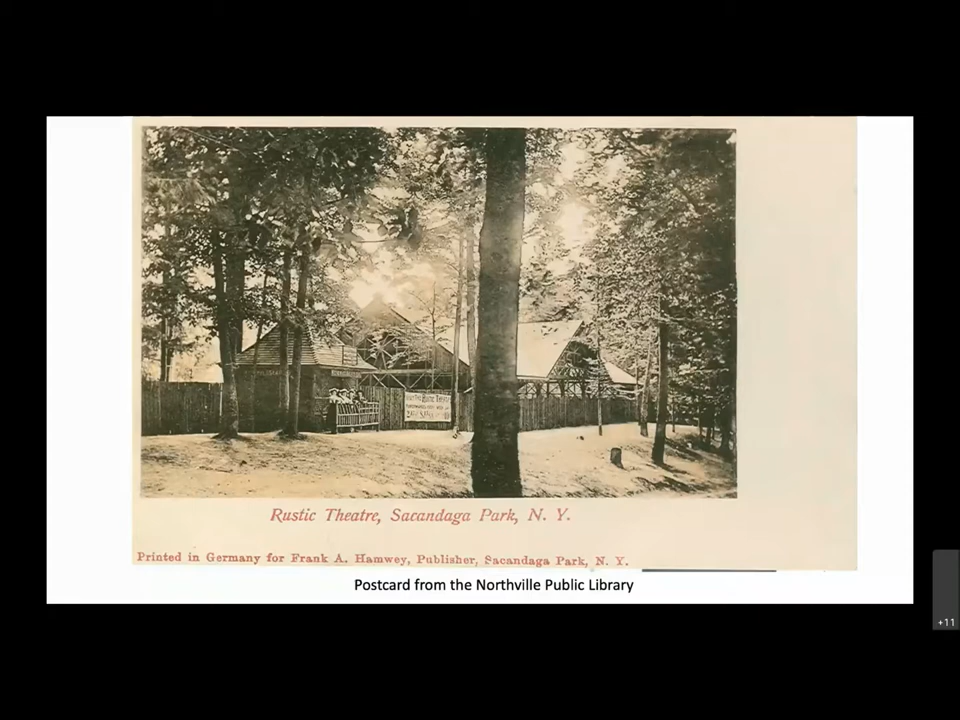 Rustic Theatre, Sacandaga Park, N. Y.
Printed in Germany for Frank A. Hamwey, Publisher, Sacandaga Park, N. Y.
Postcard from the Northville Public Library
+11